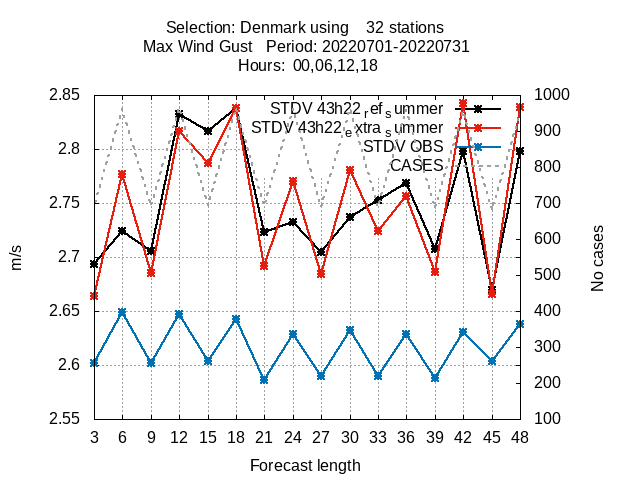 Selection: Denmark using    32 stations
Max Wind Gust   Period: 20220701-20220731
Hours:  00,06,12,18
STDV 43h22_ref_summer
STDV 43h22_extra_summer
STDV OBS
CASES
2.85
2.8
2.75
2.7
2.65
2.6
2.55
1000
900
800
700
600
500
400
300
200
100
m/s
No cases
3 6 9 12 15 18 21 24 27 30 33 36 39 42 45 48
Forecast length